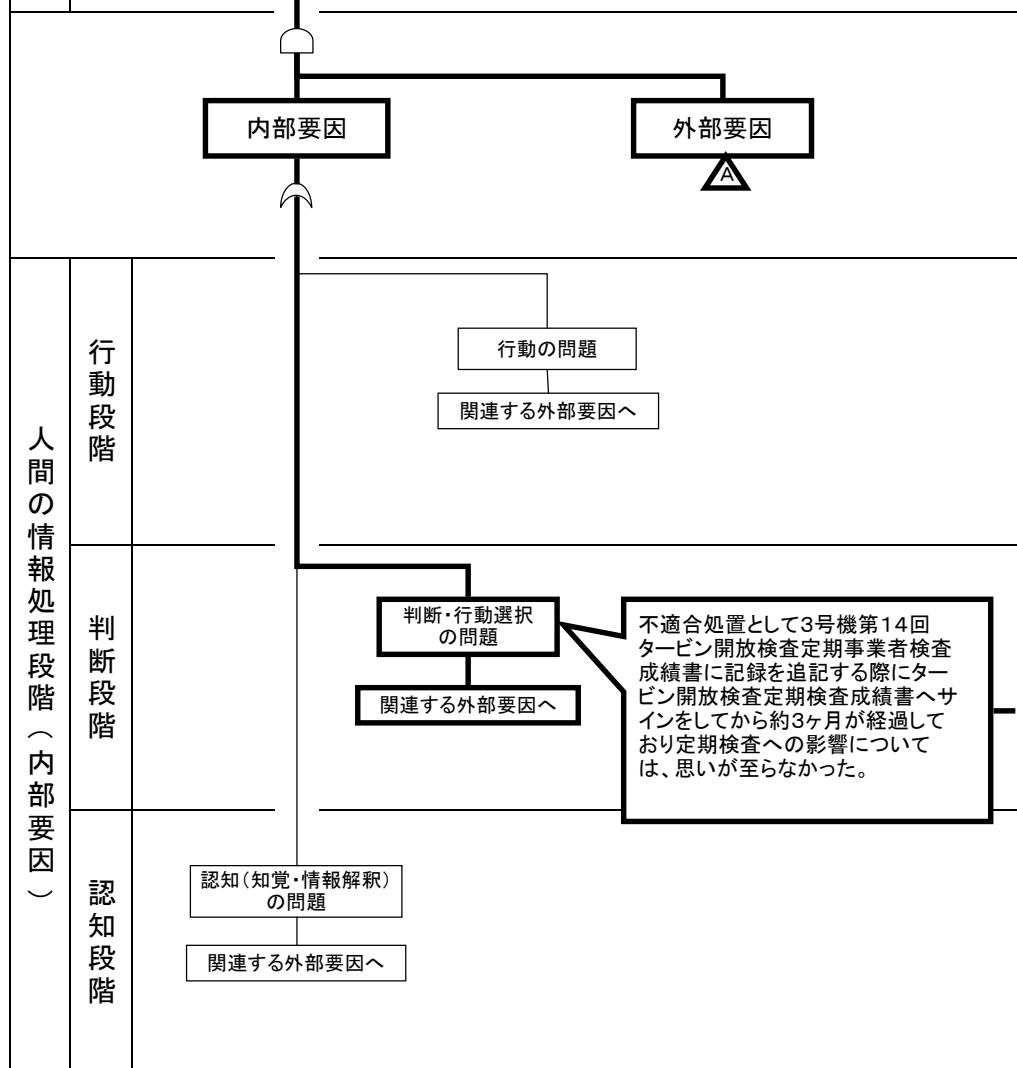 内部要因
外部要因
A
人間の情報処理段階（内部要因）
行動段階
行動の問題
関連する外部要因へ
判断段階
判断・行動選択
の問題
関連する外部要因へ
不適合処置として3号機第14回
タービン開放検査定期事業者検査
成績書に記録を追記する際にター
ビン開放検査定期検査成績書へサ
インをしてから約3ヶ月が経過して
おり定期検査への影響について
は、思いが至らなかった。
認知段階
認知（知覚・情報解釈）
の問題
関連する外部要因へ